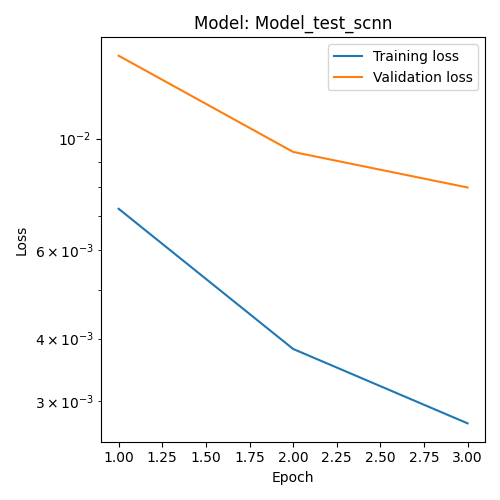 Model: Model_test_scnn
Training loss
Validation loss
10⁻²
6 × 10⁻³
4 × 10⁻³
3 × 10⁻³
Loss
1.00 1.25 1.50 1.75 2.00 2.25 2.50 2.75 3.00
Epoch